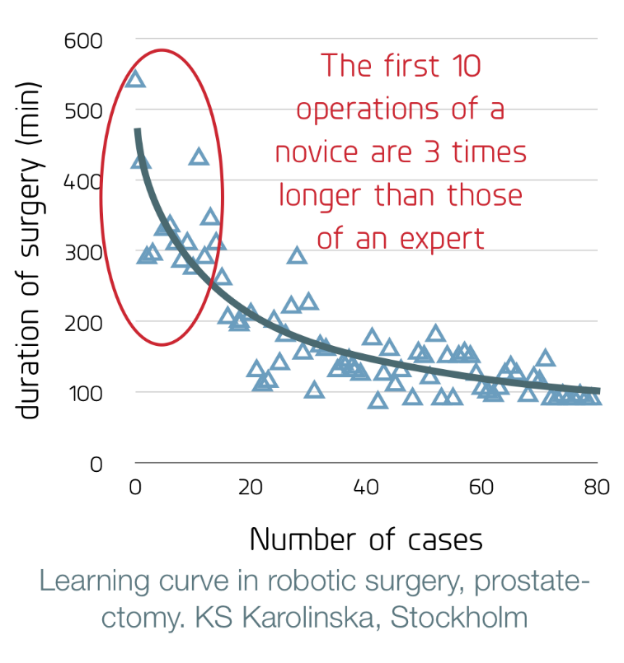 600
500
400
300
200
100
0
duration of surgery (min)
The first 10
operations of a
novice are 3 times
longer than those
of an expert
0 20 40 60 80
Number of cases
Learning curve in robotic surgery, prostate-
ctomy. KS Karolinska, Stockholm